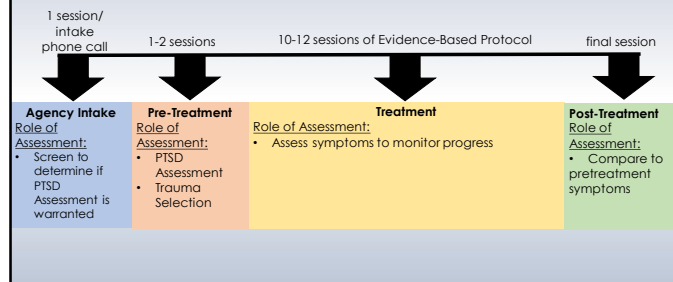 1 session/
intake
phone call
1-2 sessions
10-12 sessions of Evidence-Based Protocol
final session
Agency Intake
Role of
Assessment:
• Screen to
determine if
PTSD
Assessment is
warranted
Pre-Treatment
Role of
Assessment:
• PTSD
Assessment
• Trauma
Selection
Treatment
Role of Assessment:
• Assess symptoms to monitor progress
Post-Treatment
Role of
Assessment:
• Compare to
pretreatment
symptoms